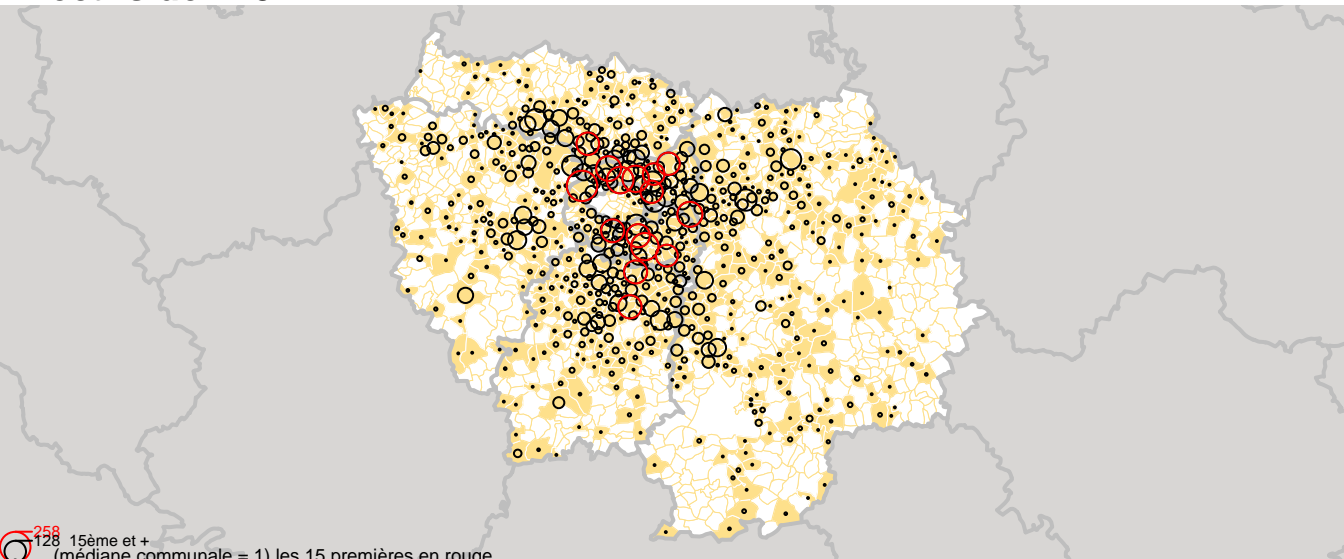 258
128 15ème et +
(médiane communale = 1) les 15 premières en rouge